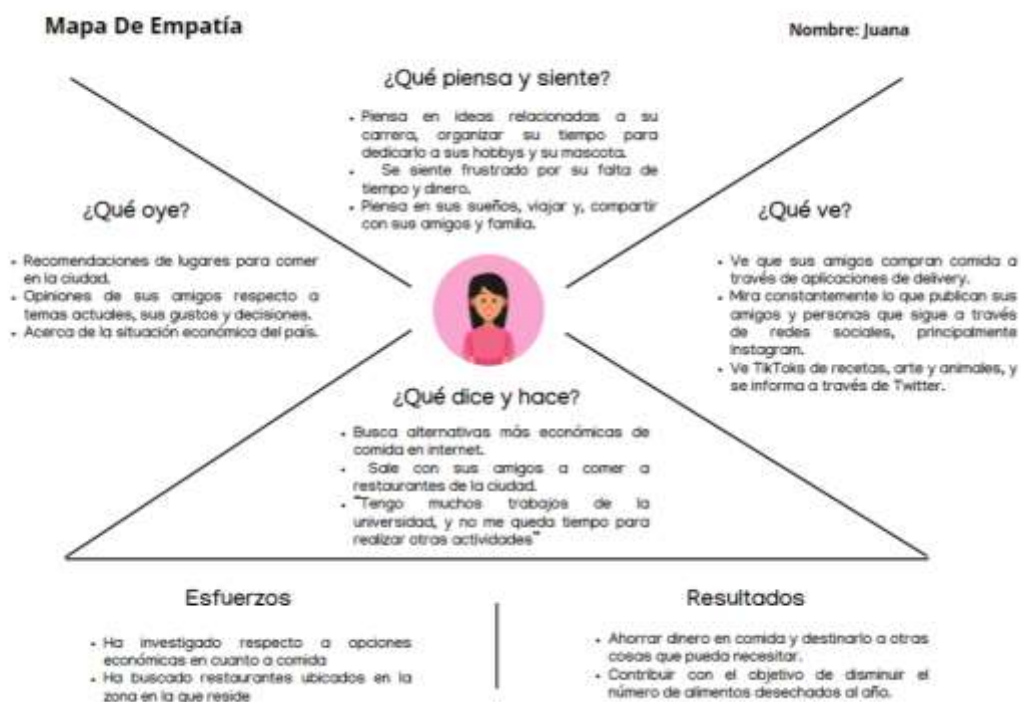 Mapa De Empatía
Nombre: Juana
¿Qué piensa y siente?
• Piensa en ideas relacionadas a su
carrera, organizar su tiempo para
dedicarlo a sus hobbys y su mascota.
• Se siente frustrado por su falta de
tiempo y dinero.
• Piensa en sus sueños, viajar y, compartir
con sus amigos y familia.
¿Qué oye?
• Recomendaciones de lugares para comer
en la ciudad.
• Opiniones de sus amigos respecto a
temas actuales, sus gustos y decisiones.
• Acerca de la situación económica del país.
¿Qué ve?
• Ve que sus amigos compran comida a
través de aplicaciones de delivery.
• Mira constantemente lo que publican sus
amigos y personas que sigue a través
de redes sociales, principalmente
Instagram.
• Ve TikToks de recetas, arte y animales, y
se informa a través de Twitter.
¿Qué dice y hace?
• Busca alternativas más económicas de
comida en internet.
• Sale con sus amigos a comer a
restaurantes de la ciudad.
• "Tengo muchos trabajos de la
universidad, y no me queda tiempo para
realizar otras actividades"
Esfuerzos
• Ha investigado respecto a opciones
económicas en cuanto a comida
• Ha buscado restaurantes ubicados en la
zona en la que reside
Resultados
• Ahorrar dinero en comida y destinarlo a otras
cosas que pueda necesitar.
• Contribuir con el objetivo de disminuir el
número de alimentos desechados al año.